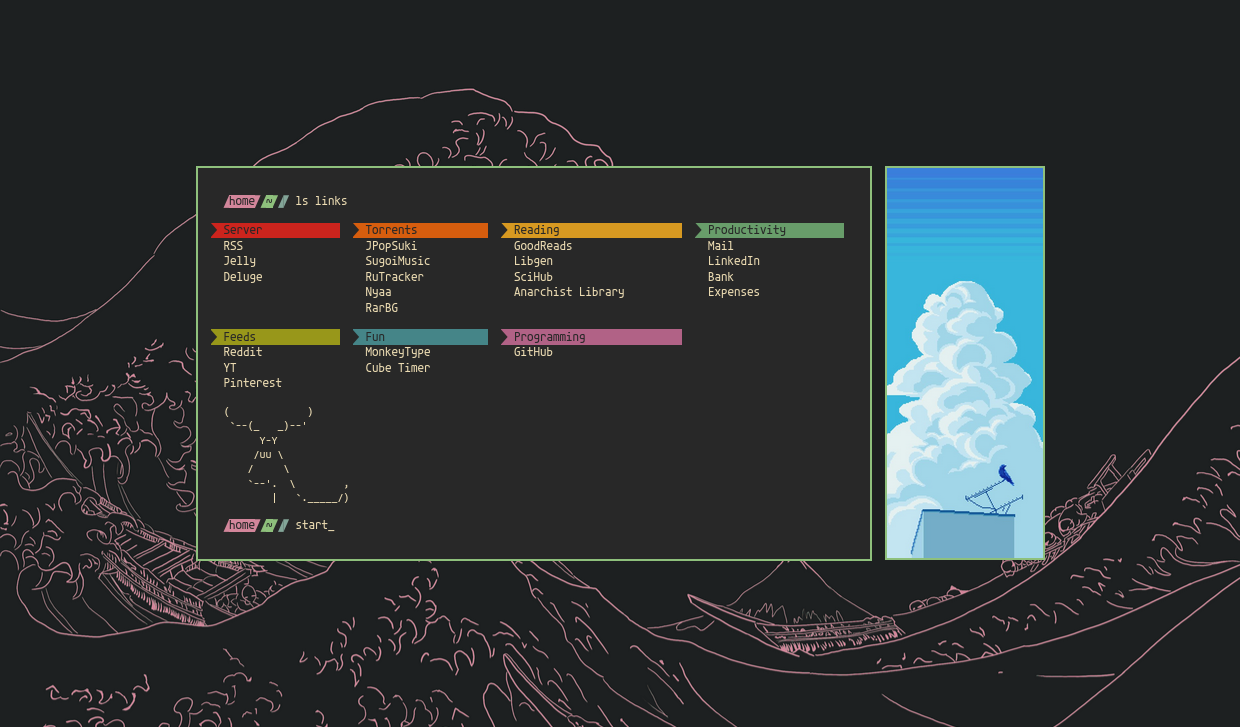 home ~ ls links
Server Torrents Reading Productivity
RSS JPopSuki GoodReads Mail
Jelly SugoiMusic Libgen LinkedIn
Deluge RuTracker SciHub Bank
Nyaa Anarchist Library Expenses
RarBG
Feeds Fun Programming
Reddit MonkeyType GitHub
YT Cube Timer
Pinterest
(             )
 `--(_   _)--'
      Y-Y
     /uu \
    /     \
    `--'.  \        ,
        |   `._____/)
home ~ start_